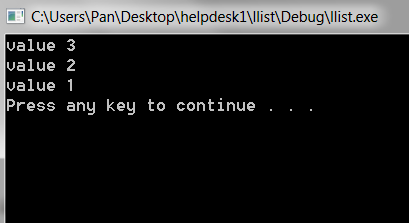 C:\Users\Pan\Desktop\helpdesk1\llist\Debug\llist.exe
value 3
value 2
value 1
Press any key to continue . . .